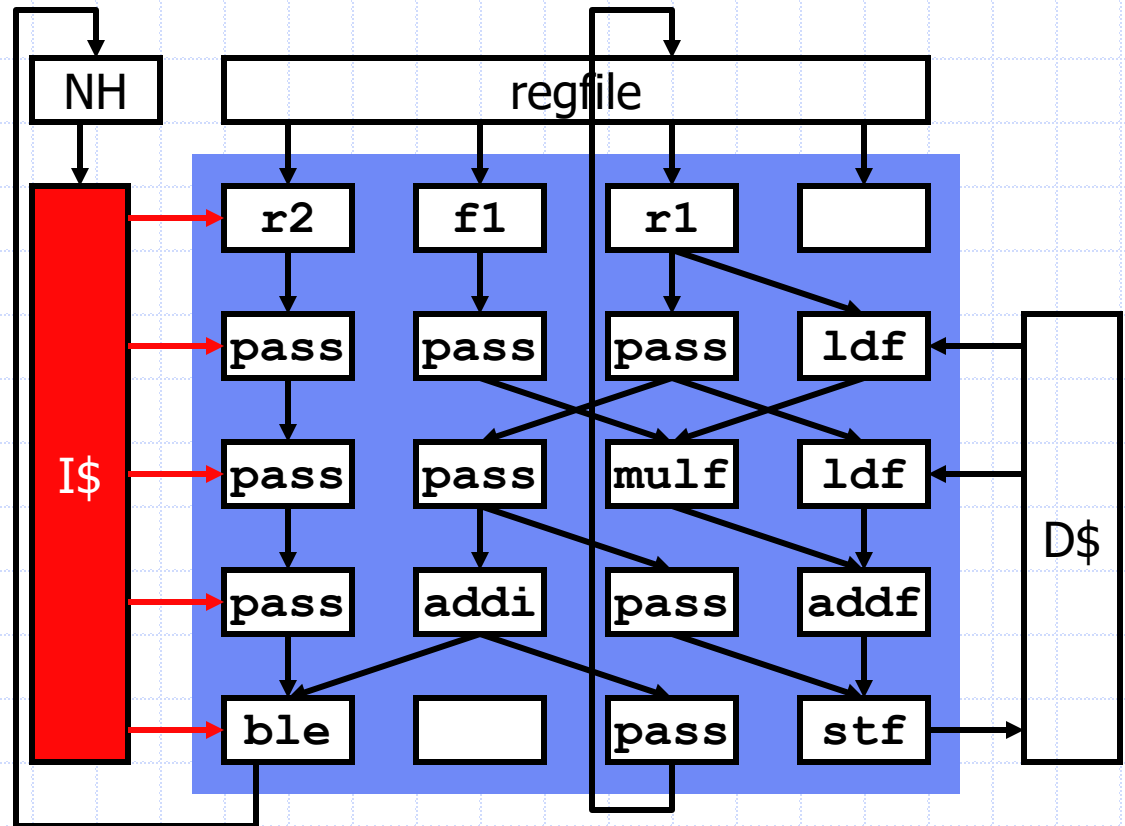 NH
regfile
r2 f1 r1
pass pass pass ldf
I$
pass pass mulf ldf
D$
pass addi pass addf
ble pass stf